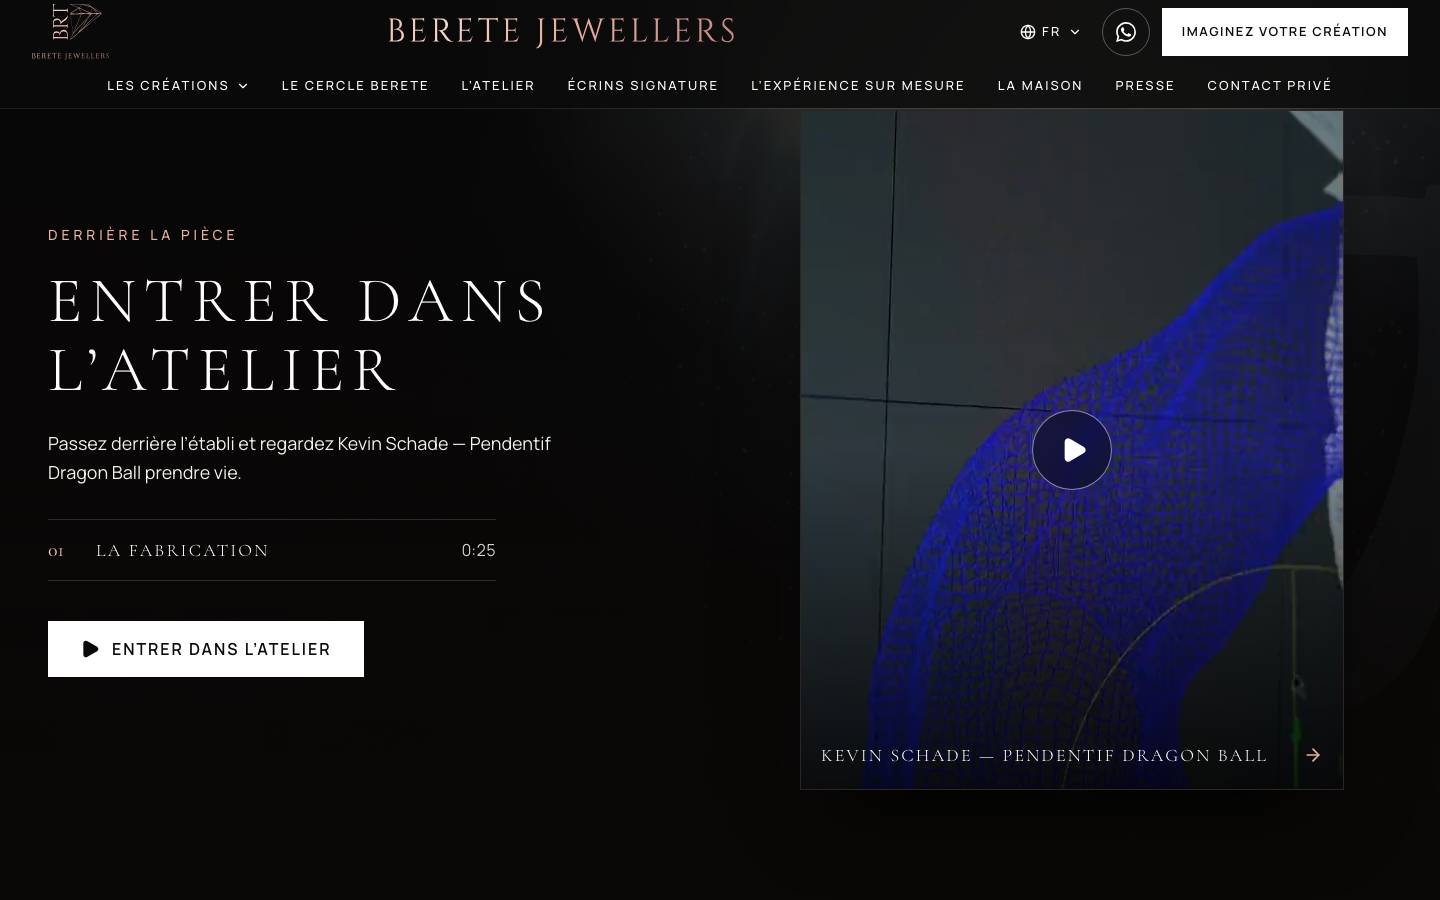 BRT
BERETE JEWELLERS
BERETE JEWELLERS
FR
IMAGINEZ VOTRE CRÉATION
LES CRÉATIONS
LE CERCLE BERETE
L’ATELIER
ÉCRINS SIGNATURE
L’EXPÉRIENCE SUR MESURE
LA MAISON
PRESSE
CONTACT PRIVÉ
DERRIÈRE LA PIÈCE
ENTRER DANS
L’ATELIER
Passez derrière l’établi et regardez Kevin Schade — Pendentif
Dragon Ball prendre vie.
01 LA FABRICATION 0:25
ENTRER DANS L’ATELIER
KEVIN SCHADE — PENDENTIF DRAGON BALL